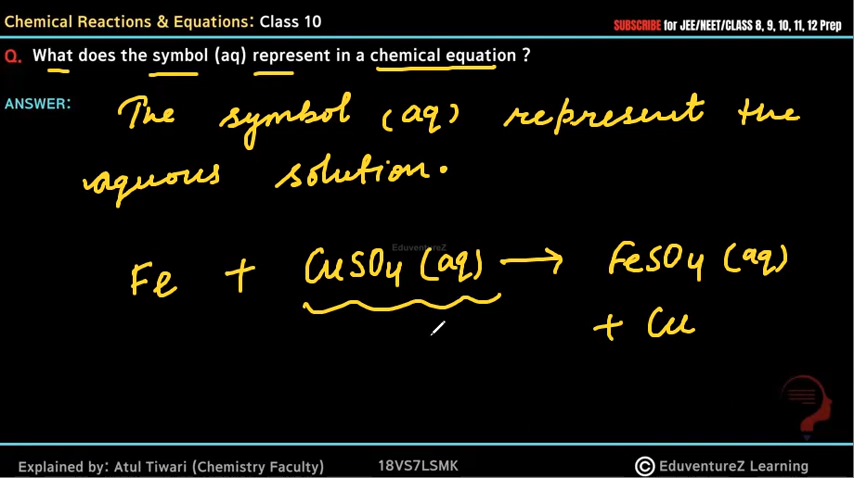 Chemical Reactions & Equations: Class 10
SUBSCRIBE for JEE/NEET/CLASS 8, 9, 10, 11, 12 Prep
Q. What does the symbol (aq) represent in a chemical equation ?
ANSWER:
The symbol (aq) represent the
aquous solution.
EduventureZ
Fe + CuSO4 (aq) → FeSO4 (aq)
+ Cu
Explained by: Atul Tiwari (Chemistry Faculty)
18VS7LSMK
© EduventureZ Learning